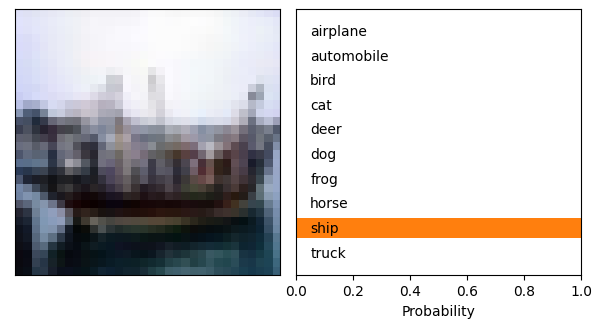 airplane
automobile
bird
cat
deer
dog
frog
horse
ship
truck
0.0 0.2 0.4 0.6 0.8 1.0
Probability